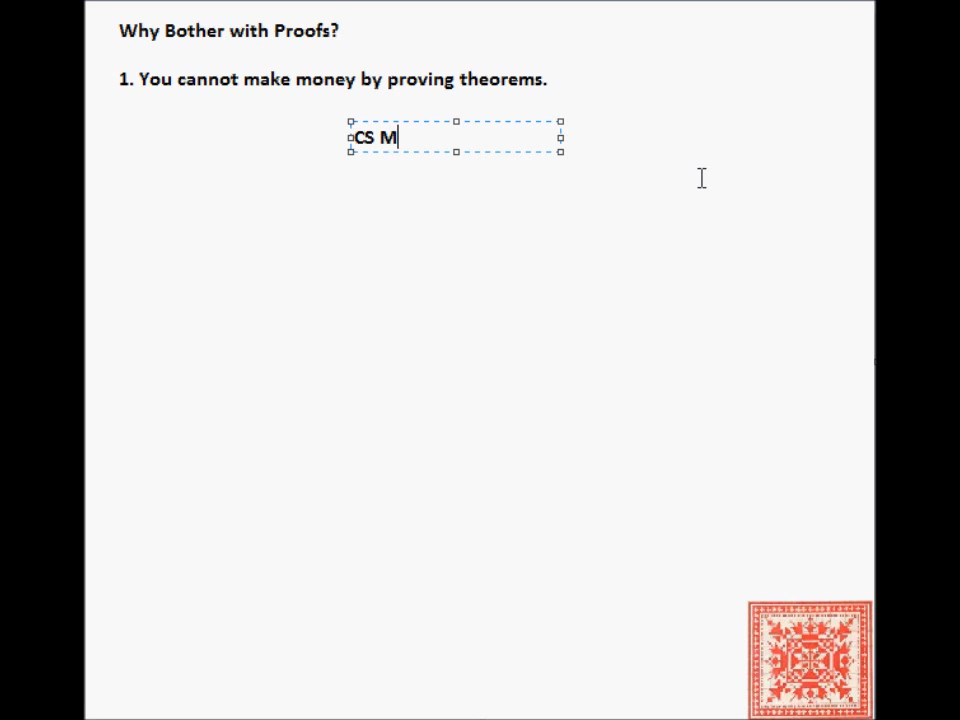 Why Bother with Proofs?
1. You cannot make money by proving theorems.
CS M